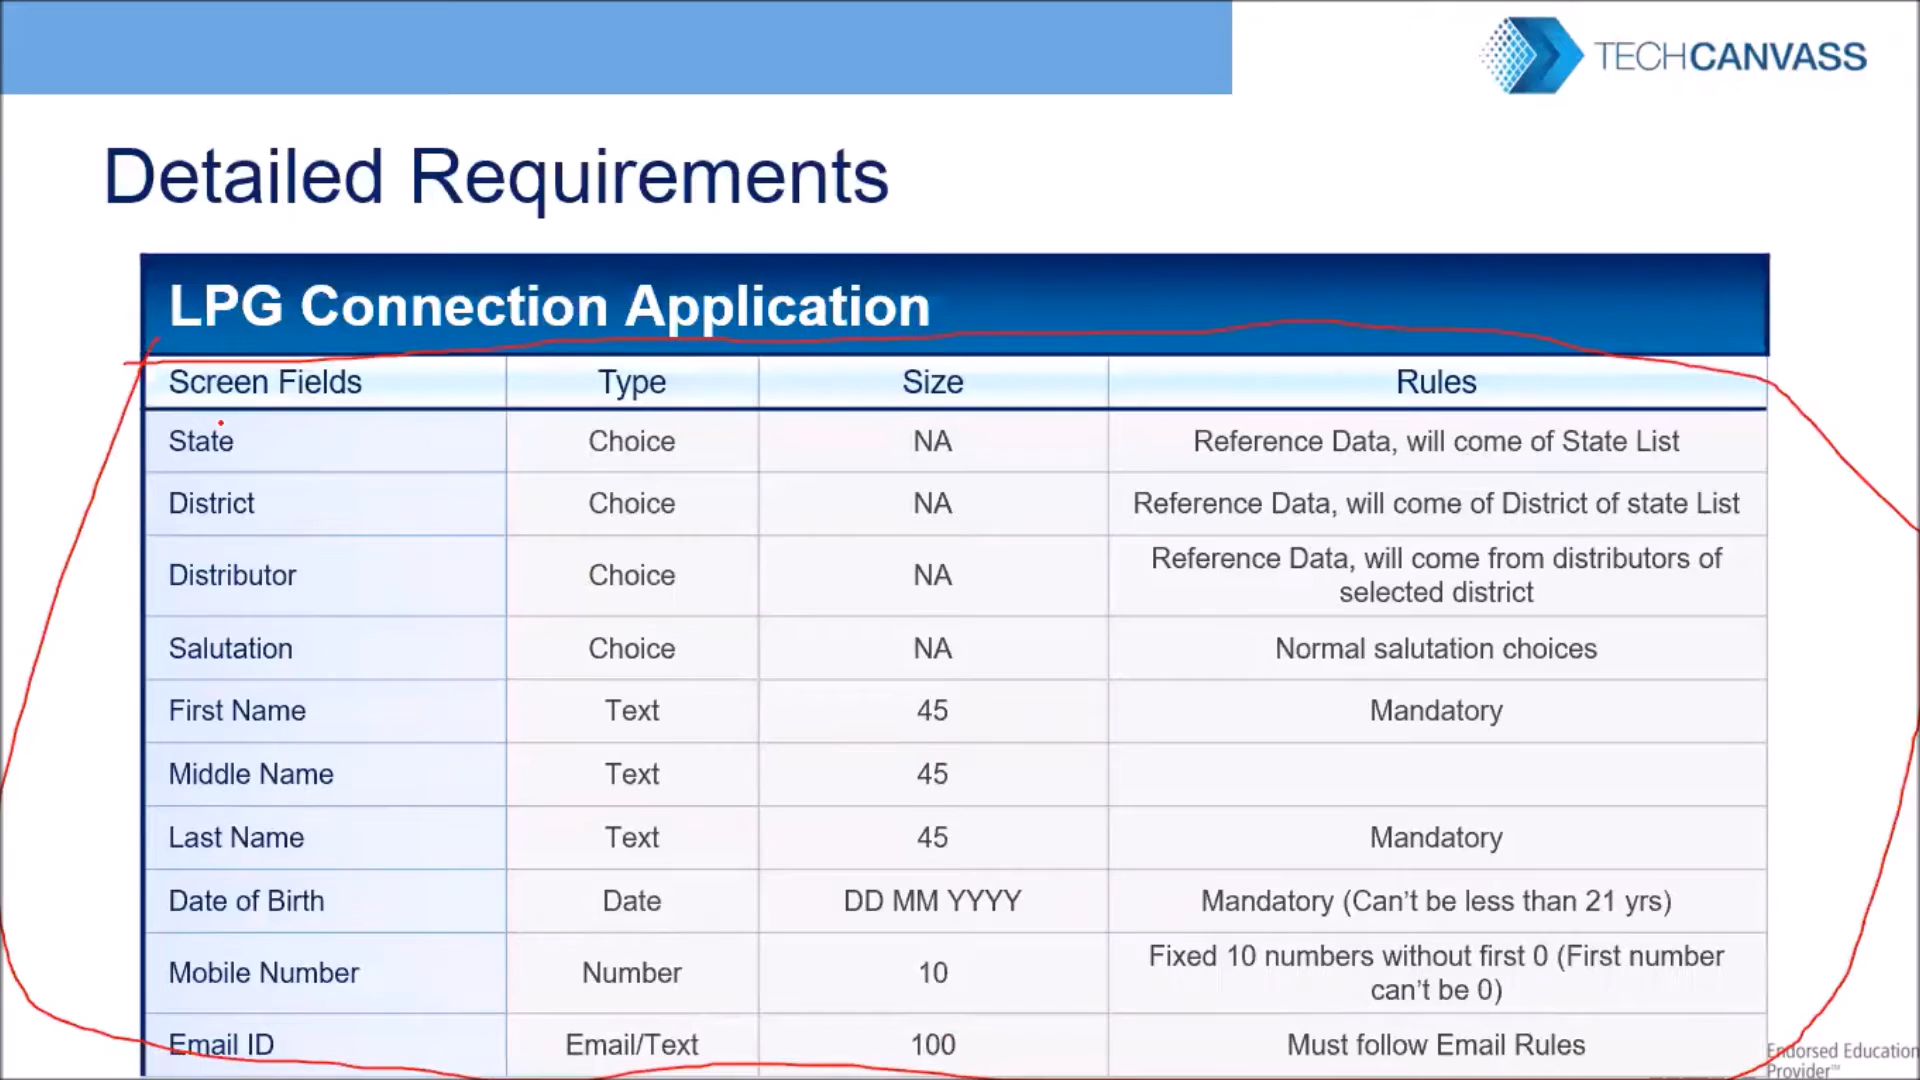 TECHCANVASS
Detailed Requirements
LPG Connection Application
Screen Fields Type Size Rules
State Choice NA Reference Data, will come of State List
District Choice NA Reference Data, will come of District of state List
Distributor Choice NA Reference Data, will come from distributors of
selected district
Salutation Choice NA Normal salutation choices
First Name Text 45 Mandatory
Middle Name Text 45
Last Name Text 45 Mandatory
Date of Birth Date DD MM YYYY Mandatory (Can't be less than 21 yrs)
Mobile Number Number 10 Fixed 10 numbers without first 0 (First number
can't be 0)
Email ID Email/Text 100 Must follow Email Rules
Endorsed Education
Provider™